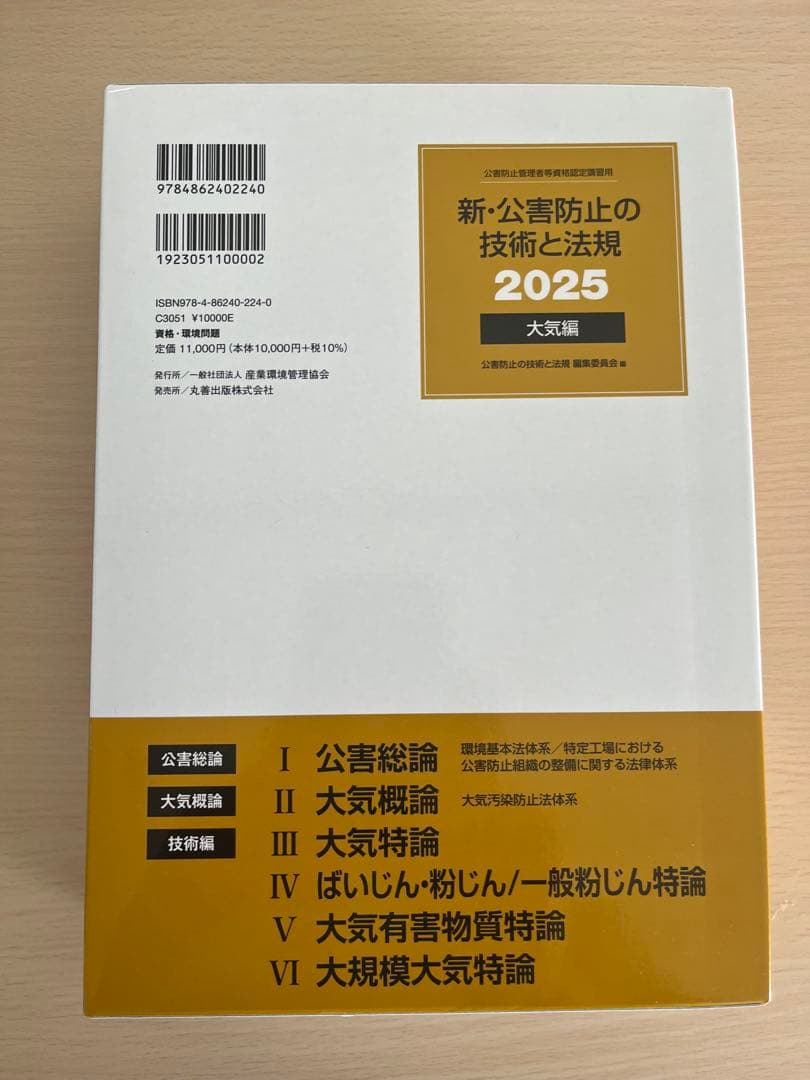 9784862402240
1923051100002
ISBN978-4-86240-224-0
C3051 ¥10000E
資格・環境問題
定価 11,000円(本体10,000円+税10%)
発行所/一般社団法人 産業環境管理協会
発売所/丸善出版株式会社
公害防止管理者等資格認定講習用
新・公害防止の
技術と法規
2025
大気編
公害防止の技術と法規 編集委員会 編
公害総論 Ⅰ 公害総論 環境基本法体系/特定工場における
公害防止組織の整備に関する法律体系
大気概論 Ⅱ 大気概論 大気汚染防止法体系
技術編 Ⅲ 大気特論
Ⅳ ばいじん・粉じん/一般粉じん特論
Ⅴ 大気有害物質特論
Ⅵ 大規模大気特論